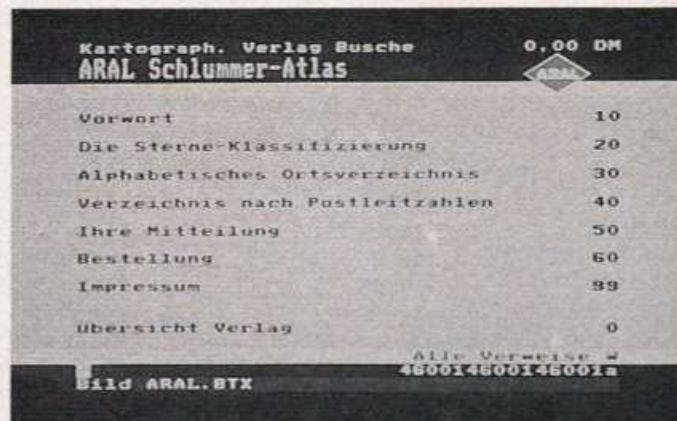 Kartograph. Verlag Busche 0,00 DM
ARAL Schlummer-Atlas ARAL
Vorwort 10
Die Sterne-Klassifizierung 20
Alphabetisches Ortsverzeichnis 30
Verzeichnis nach Postleitzahlen 40
Ihre Mitteilung 50
Bestellung 60
Impressum 99
Übersicht Verlag 0
Alle Verweise W
460014600146001a
Bild ARAL.BTX